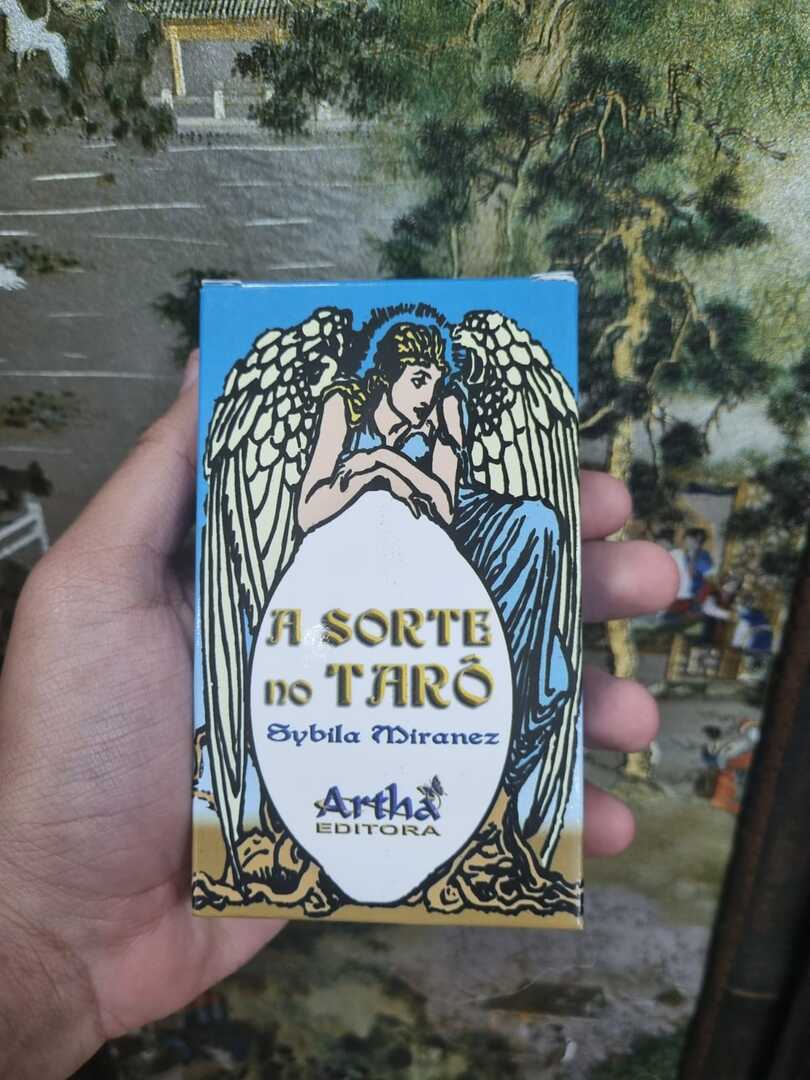 A SORTE
no TARÔ
Sybila Miranez
Artha
EDITORA